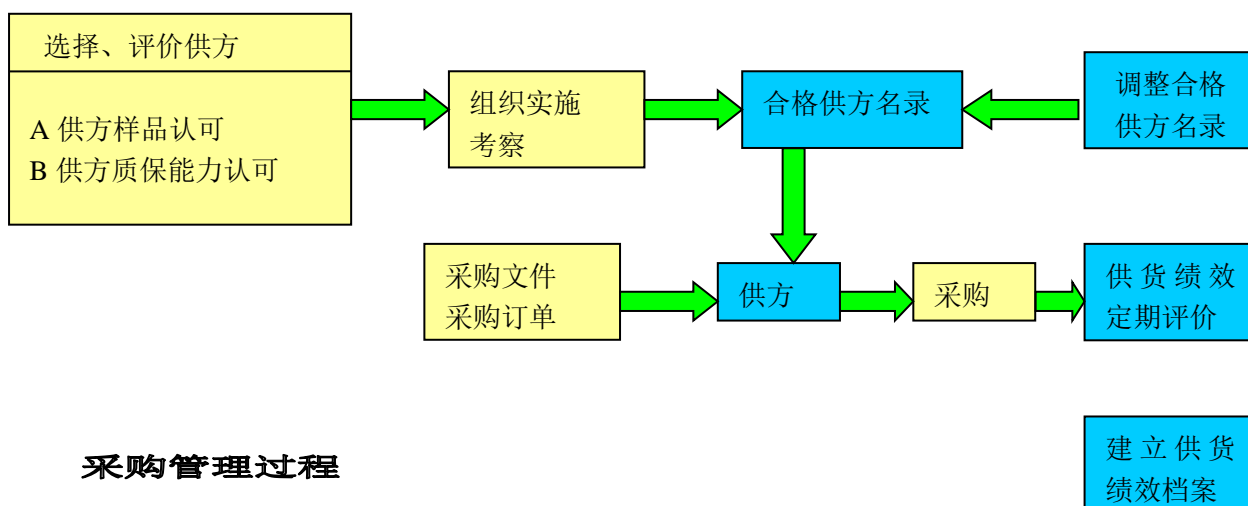 选择、评价供方
A 供方样品认可
B 供方质保能力认可
组织实施
考察
合格供方名录
调整合格
供方名录
采购文件
采购订单
供方
采购
供货绩效
定期评价
建立供货
绩效档案
采购管理过程